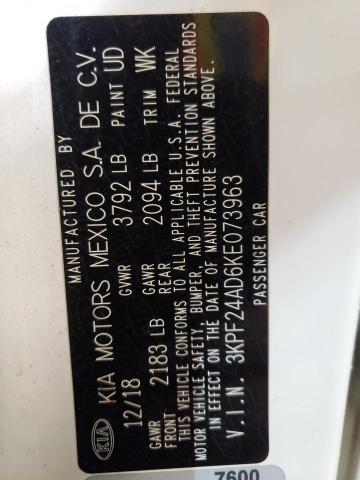 MANUFACTURED BY
KIA KIA MOTORS MEXICO S.A. DE C.V.
12/18 GVWR 3792 LB PAINT UD
GAWR FRONT 2183 LB GAWR REAR 2094 LB TRIM WK
THIS VEHICLE CONFORMS TO ALL APPLICABLE U.S.A. FEDERAL
MOTOR VEHICLE SAFETY, BUMPER, AND THEFT PREVENTION STANDARDS
IN EFFECT ON THE DATE OF MANUFACTURE SHOWN ABOVE.
V.I.N. 3KPF24AD6KE073963
PASSENGER CAR
7600